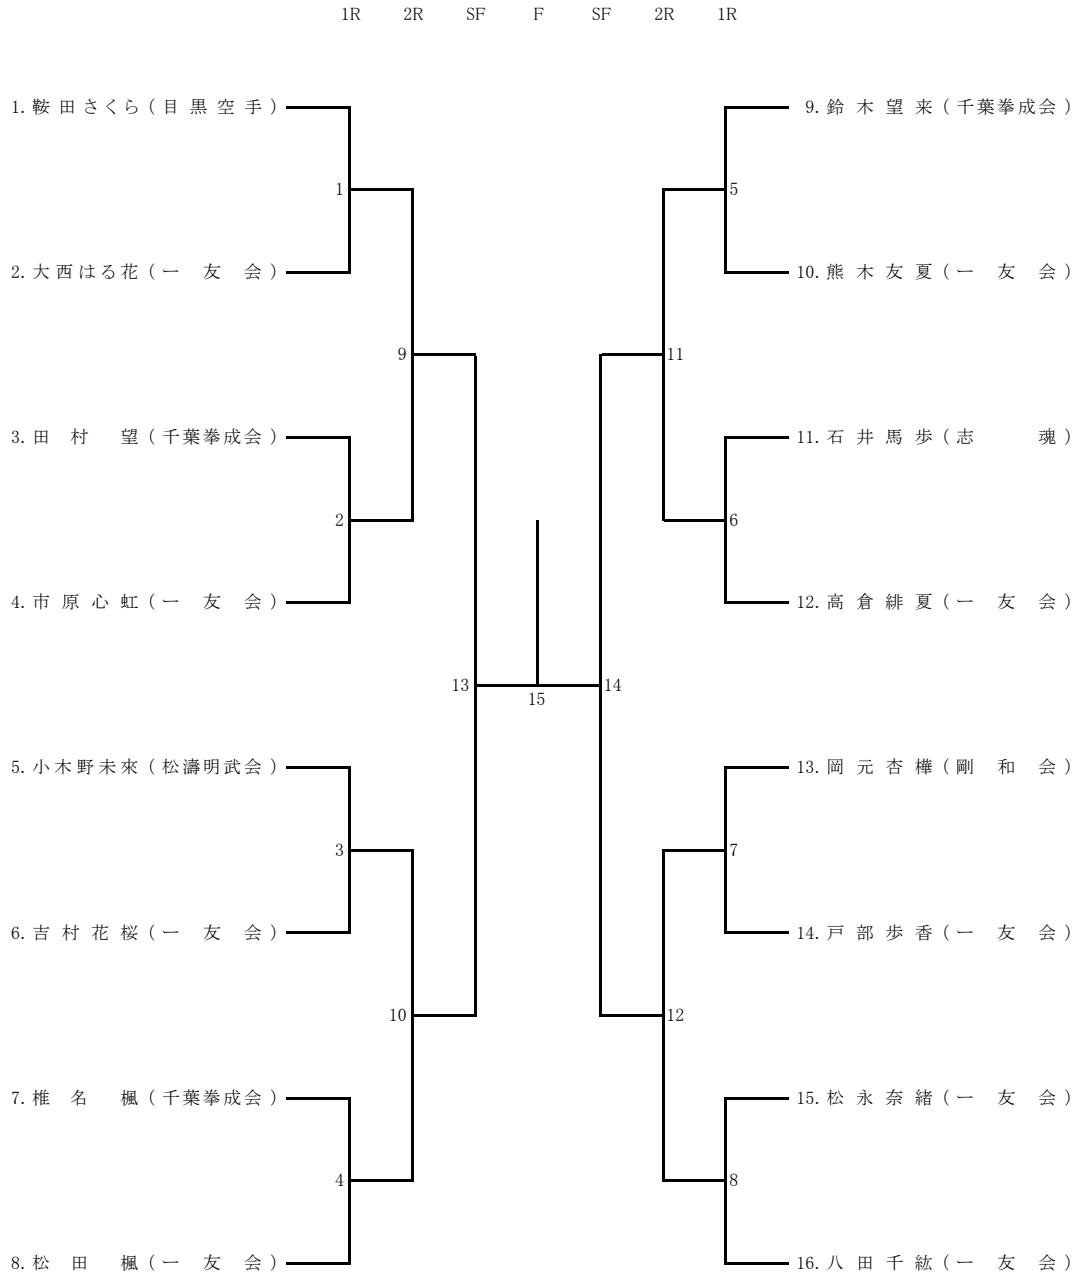 1R 2R SF F SF 2R 1R
1. 鞍田さくら (目黒空手)
9. 鈴木望来 (千葉拳成会)
1
5
2. 大西はる花 (一友会)
10. 熊木友夏 (一友会)
9
11
3. 田村 望 (千葉拳成会)
11. 石井馬歩 (志魂)
2
6
4. 市原心虹 (一友会)
12. 高倉緋夏 (一友会)
13
14
15
5. 小木野未來 (松濤明武会)
13. 岡元杏樺 (剛和会)
3
7
6. 吉村花桜 (一友会)
14. 戸部歩香 (一友会)
10
12
7. 椎名 楓 (千葉拳成会)
15. 松永奈緒 (一友会)
4
8
8. 松田 楓 (一友会)
16. 八田千紘 (一友会)